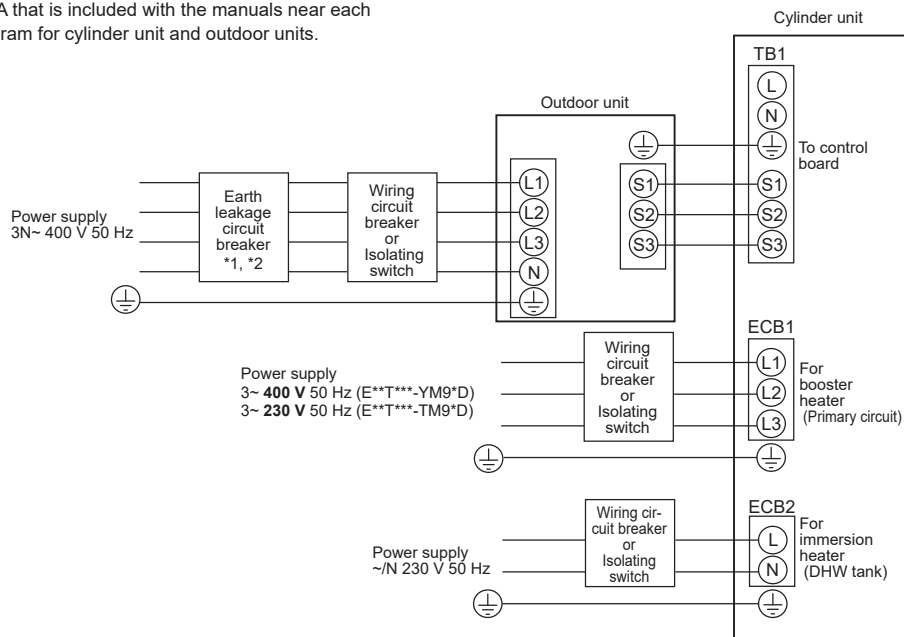 A that is included with the manuals near each
ram for cylinder unit and outdoor units.
Cylinder unit
TB1
L
N
To control
board
S1
S2
S3
Outdoor unit
L1
L2
L3
N
S1
S2
S3
Power supply
3N~ 400 V 50 Hz
Earth
leakage
circuit
breaker
*1, *2
Wiring
circuit
breaker
or
Isolating
switch
ECB1
L1
L2
L3
For
booster
heater
(Primary circuit)
Wiring
circuit
breaker
or
Isolating
switch
Power supply
3~ 400 V 50 Hz (E**T***-YM9*D)
3~ 230 V 50 Hz (E**T***-TM9*D)
ECB2
L
N
For
immersion
heater
(DHW tank)
Wiring cir-
cuit breaker
or
Isolating
switch
Power supply
~/N 230 V 50 Hz